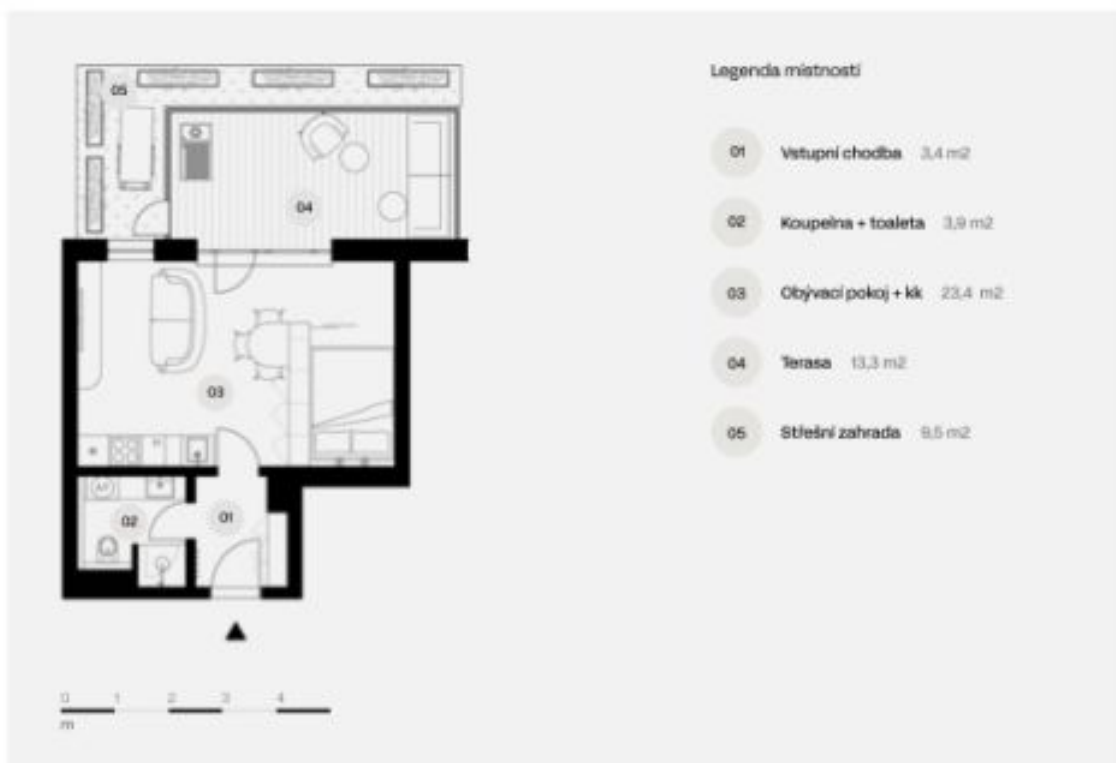 Legenda místností
01 Vstupní chodba 3,4 m2
02 Koupelna + toaleta 3,9 m2
03 Obývací pokoj + kk 23,4 m2
04 Terasa 13,3 m2
05 Střešní zahrada 9,5 m2
05
04
03
02
01
0 1 2 3 4
m